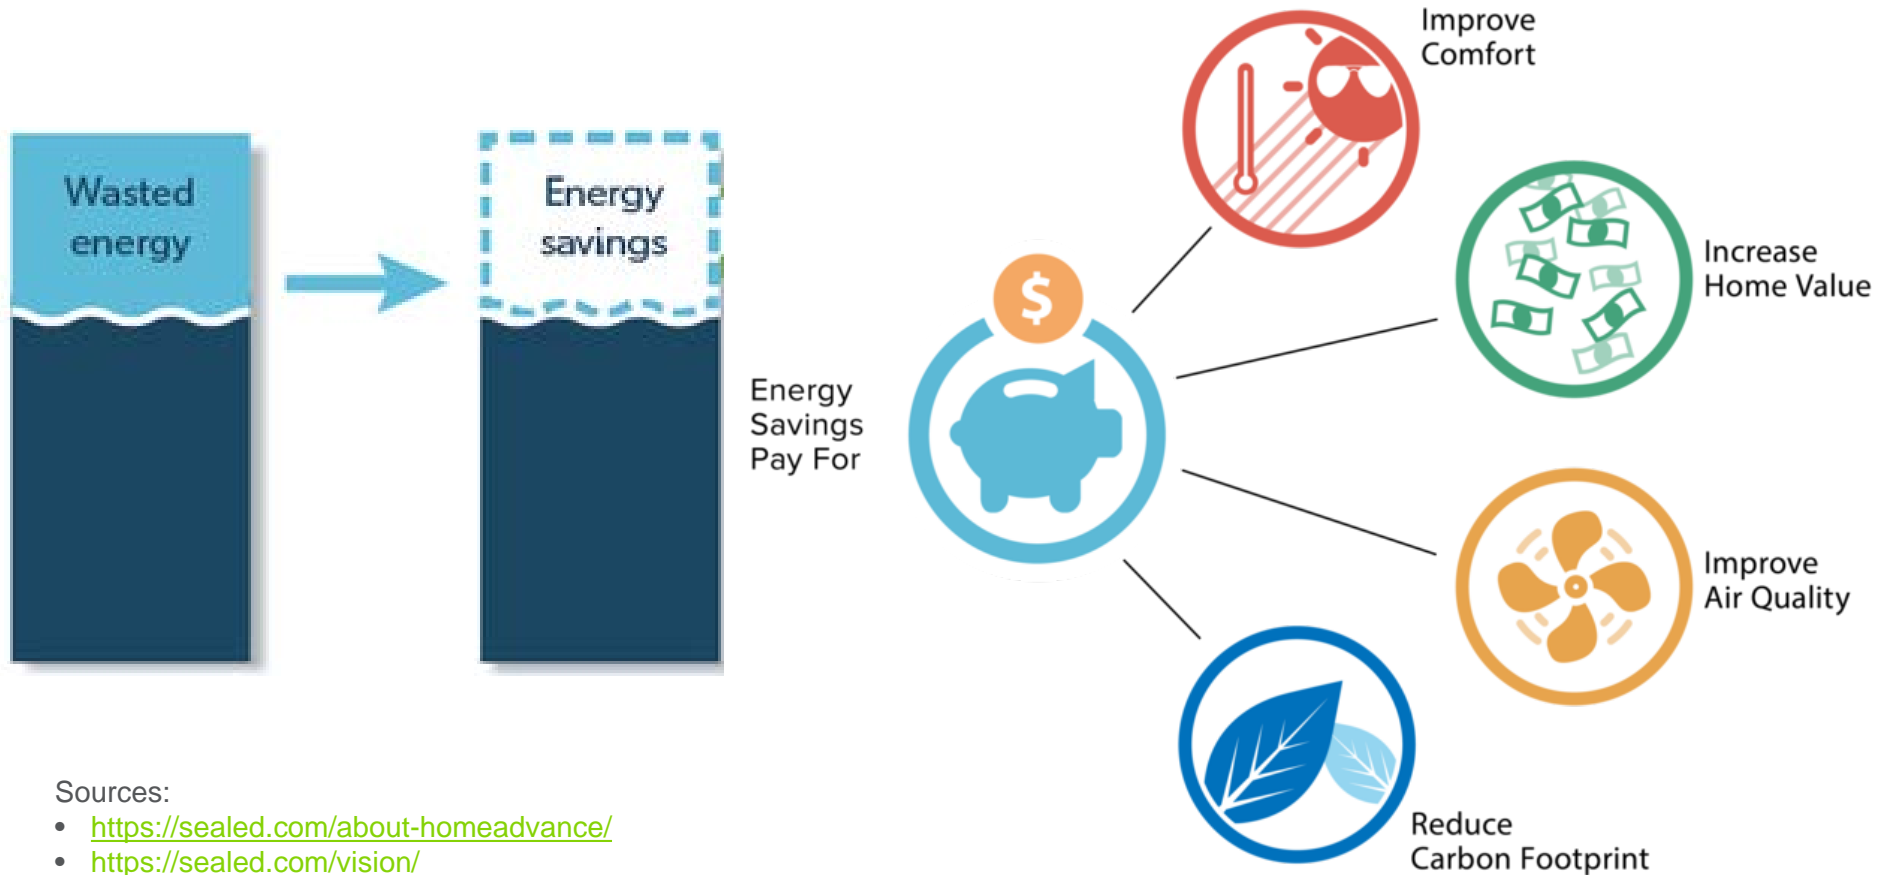 Wasted
energy
Energy
savings
Energy
Savings
Pay For
$
Improve
Comfort
Increase
Home Value
Improve
Air Quality
Reduce
Carbon Footprint
Sources:
• https://sealed.com/about-homeadvance/
• https://sealed.com/vision/